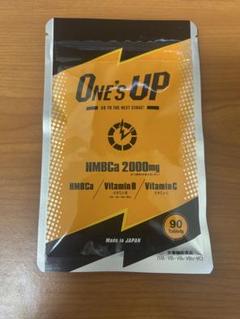 ONE'S UP
GO TO THE NEXT STAGE!
HMBCa 2000mg
HMBCa / Vitamin B / Vitamin C
90
Tablets
Made in JAPAN